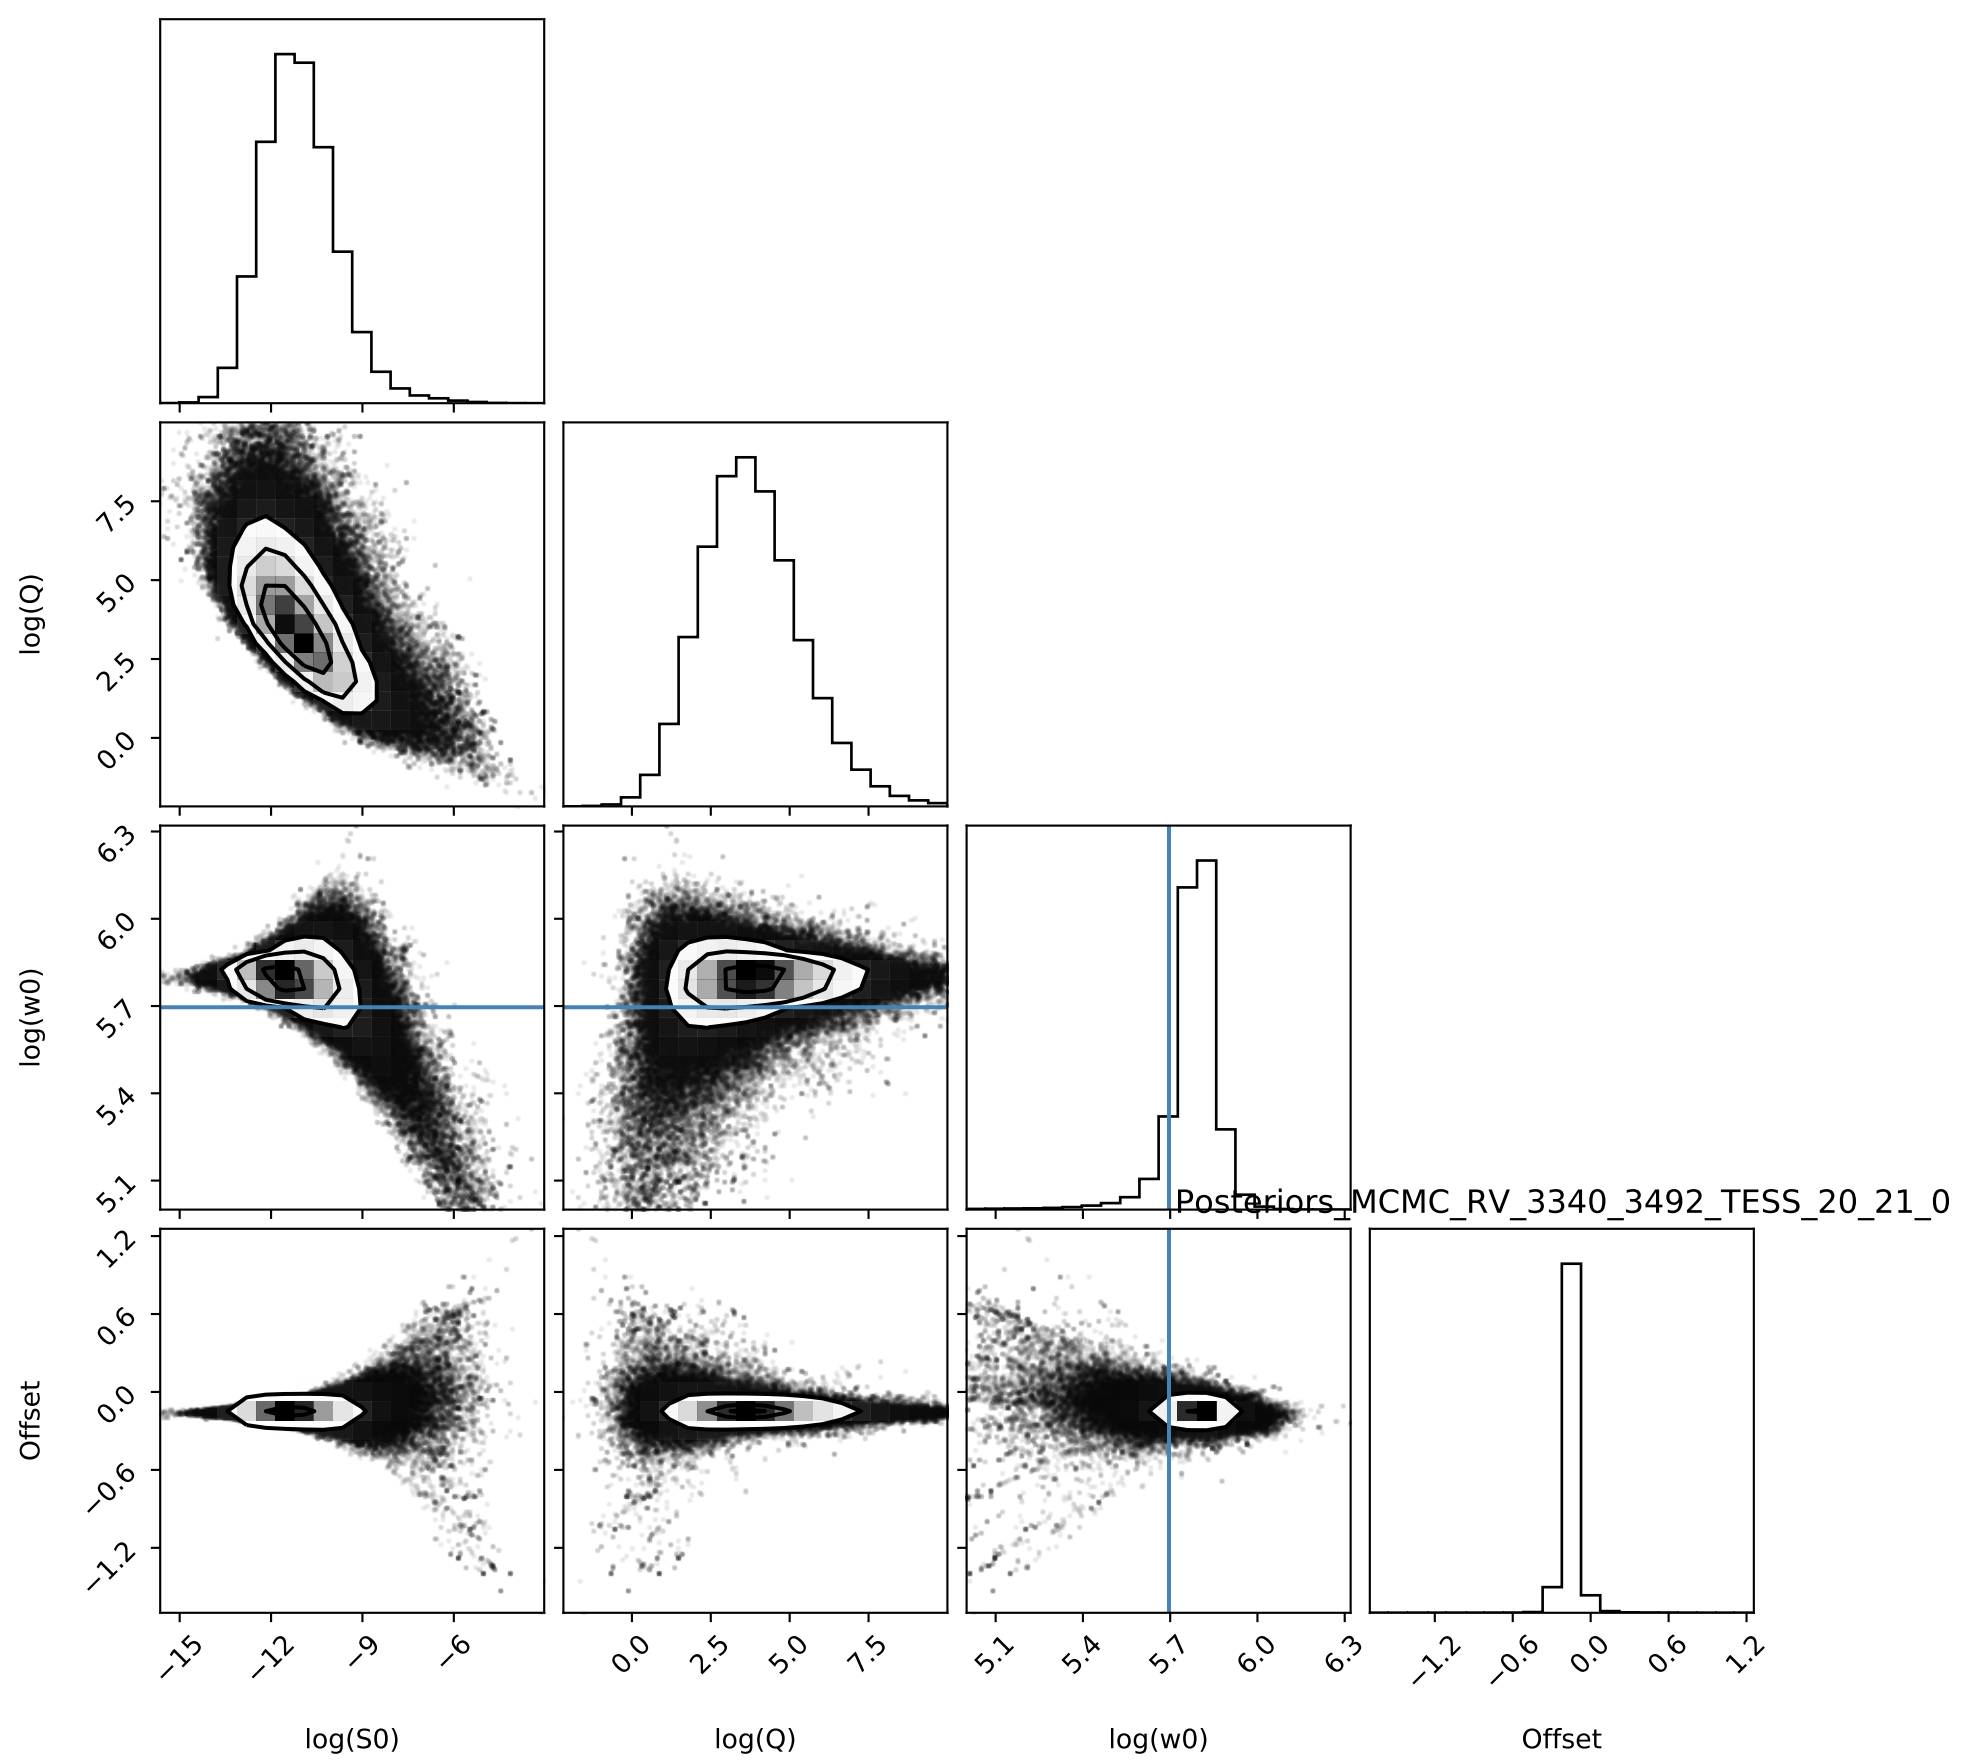 7.5
5.0
2.5
0.0
log(Q)
6.3
6.0
5.7
5.4
5.1
log(w0)
Posteriors_MCMC_RV_3340_3492_TESS_20_21_0
1.2
0.6
0.0
−0.6
−1.2
Offset
−15 −12 −9 −6 0.0 2.5 5.0 7.5 5.1 5.4 5.7 6.0 6.3 −1.2 −0.6 0.0 0.6 1.2
log(S0) log(Q) log(w0) Offset